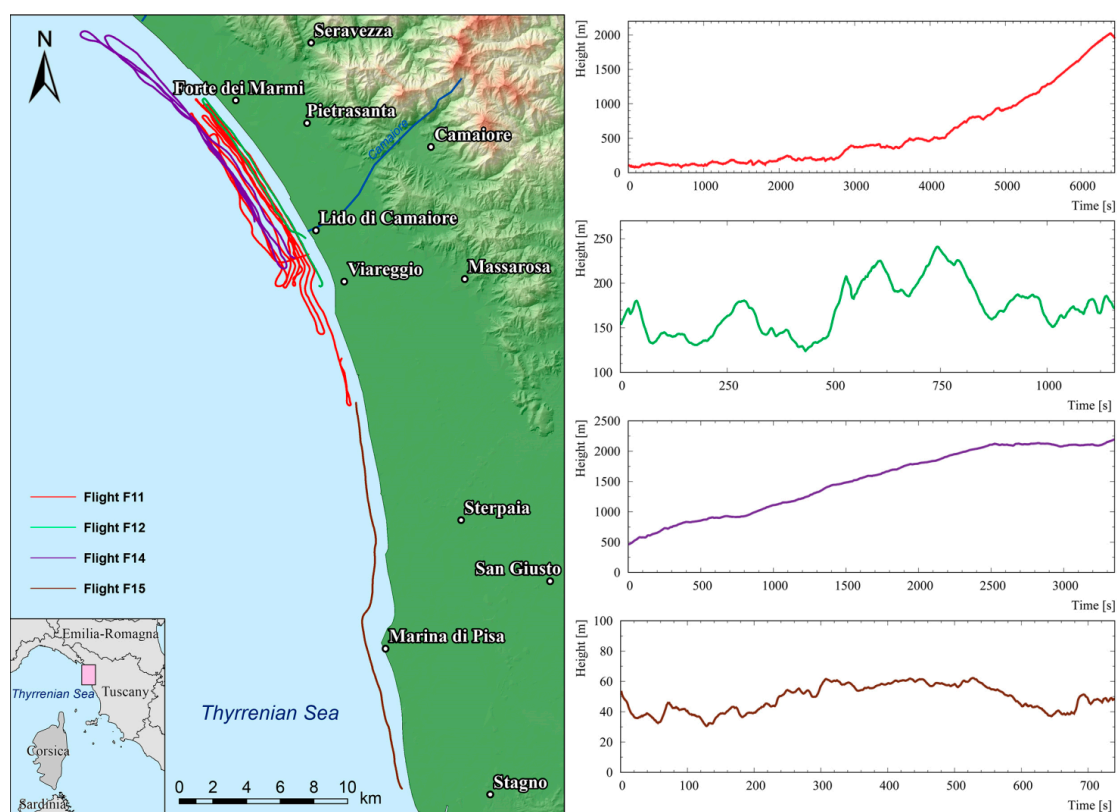 N
Seravezza
Forte dei Marmi
Pietrasanta
Camaiore
Camaiore
Lido di Camaiore
Viareggio
Massarosa
Sterpaia
San Giusto
Marina di Pisa
Stagno
Flight F11
Flight F12
Flight F14
Flight F15
Emilia-Romagna
Thyrrenian Sea
Tuscany
Corsica
Sardinia
Thyrrenian Sea
0 2 4 6 8 10
km
Height [m]
2000
1500
1000
500
0
0 1000 2000 3000 4000 5000 6000
Time [s]
Height [m]
250
200
150
100
0 250 500 750 1000
Time [s]
Height [m]
2500
2000
1500
1000
500
0
0 500 1000 1500 2000 2500 3000
Time [s]
Height [m]
100
80
60
40
20
0
0 100 200 300 400 500 600 700
Time [s]